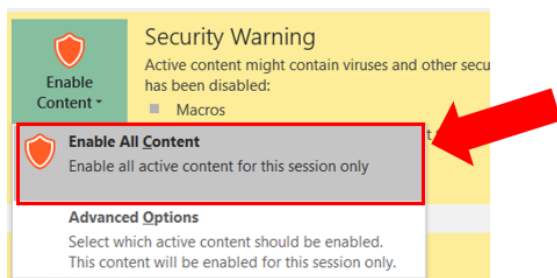 Security Warning
Active content might contain viruses and other secu
has been disabled:
Enable
Content
Macros
Enable All Content
Enable all active content for this session only
Advanced Options
Select which active content should be enabled.
This content will be enabled for this session only.